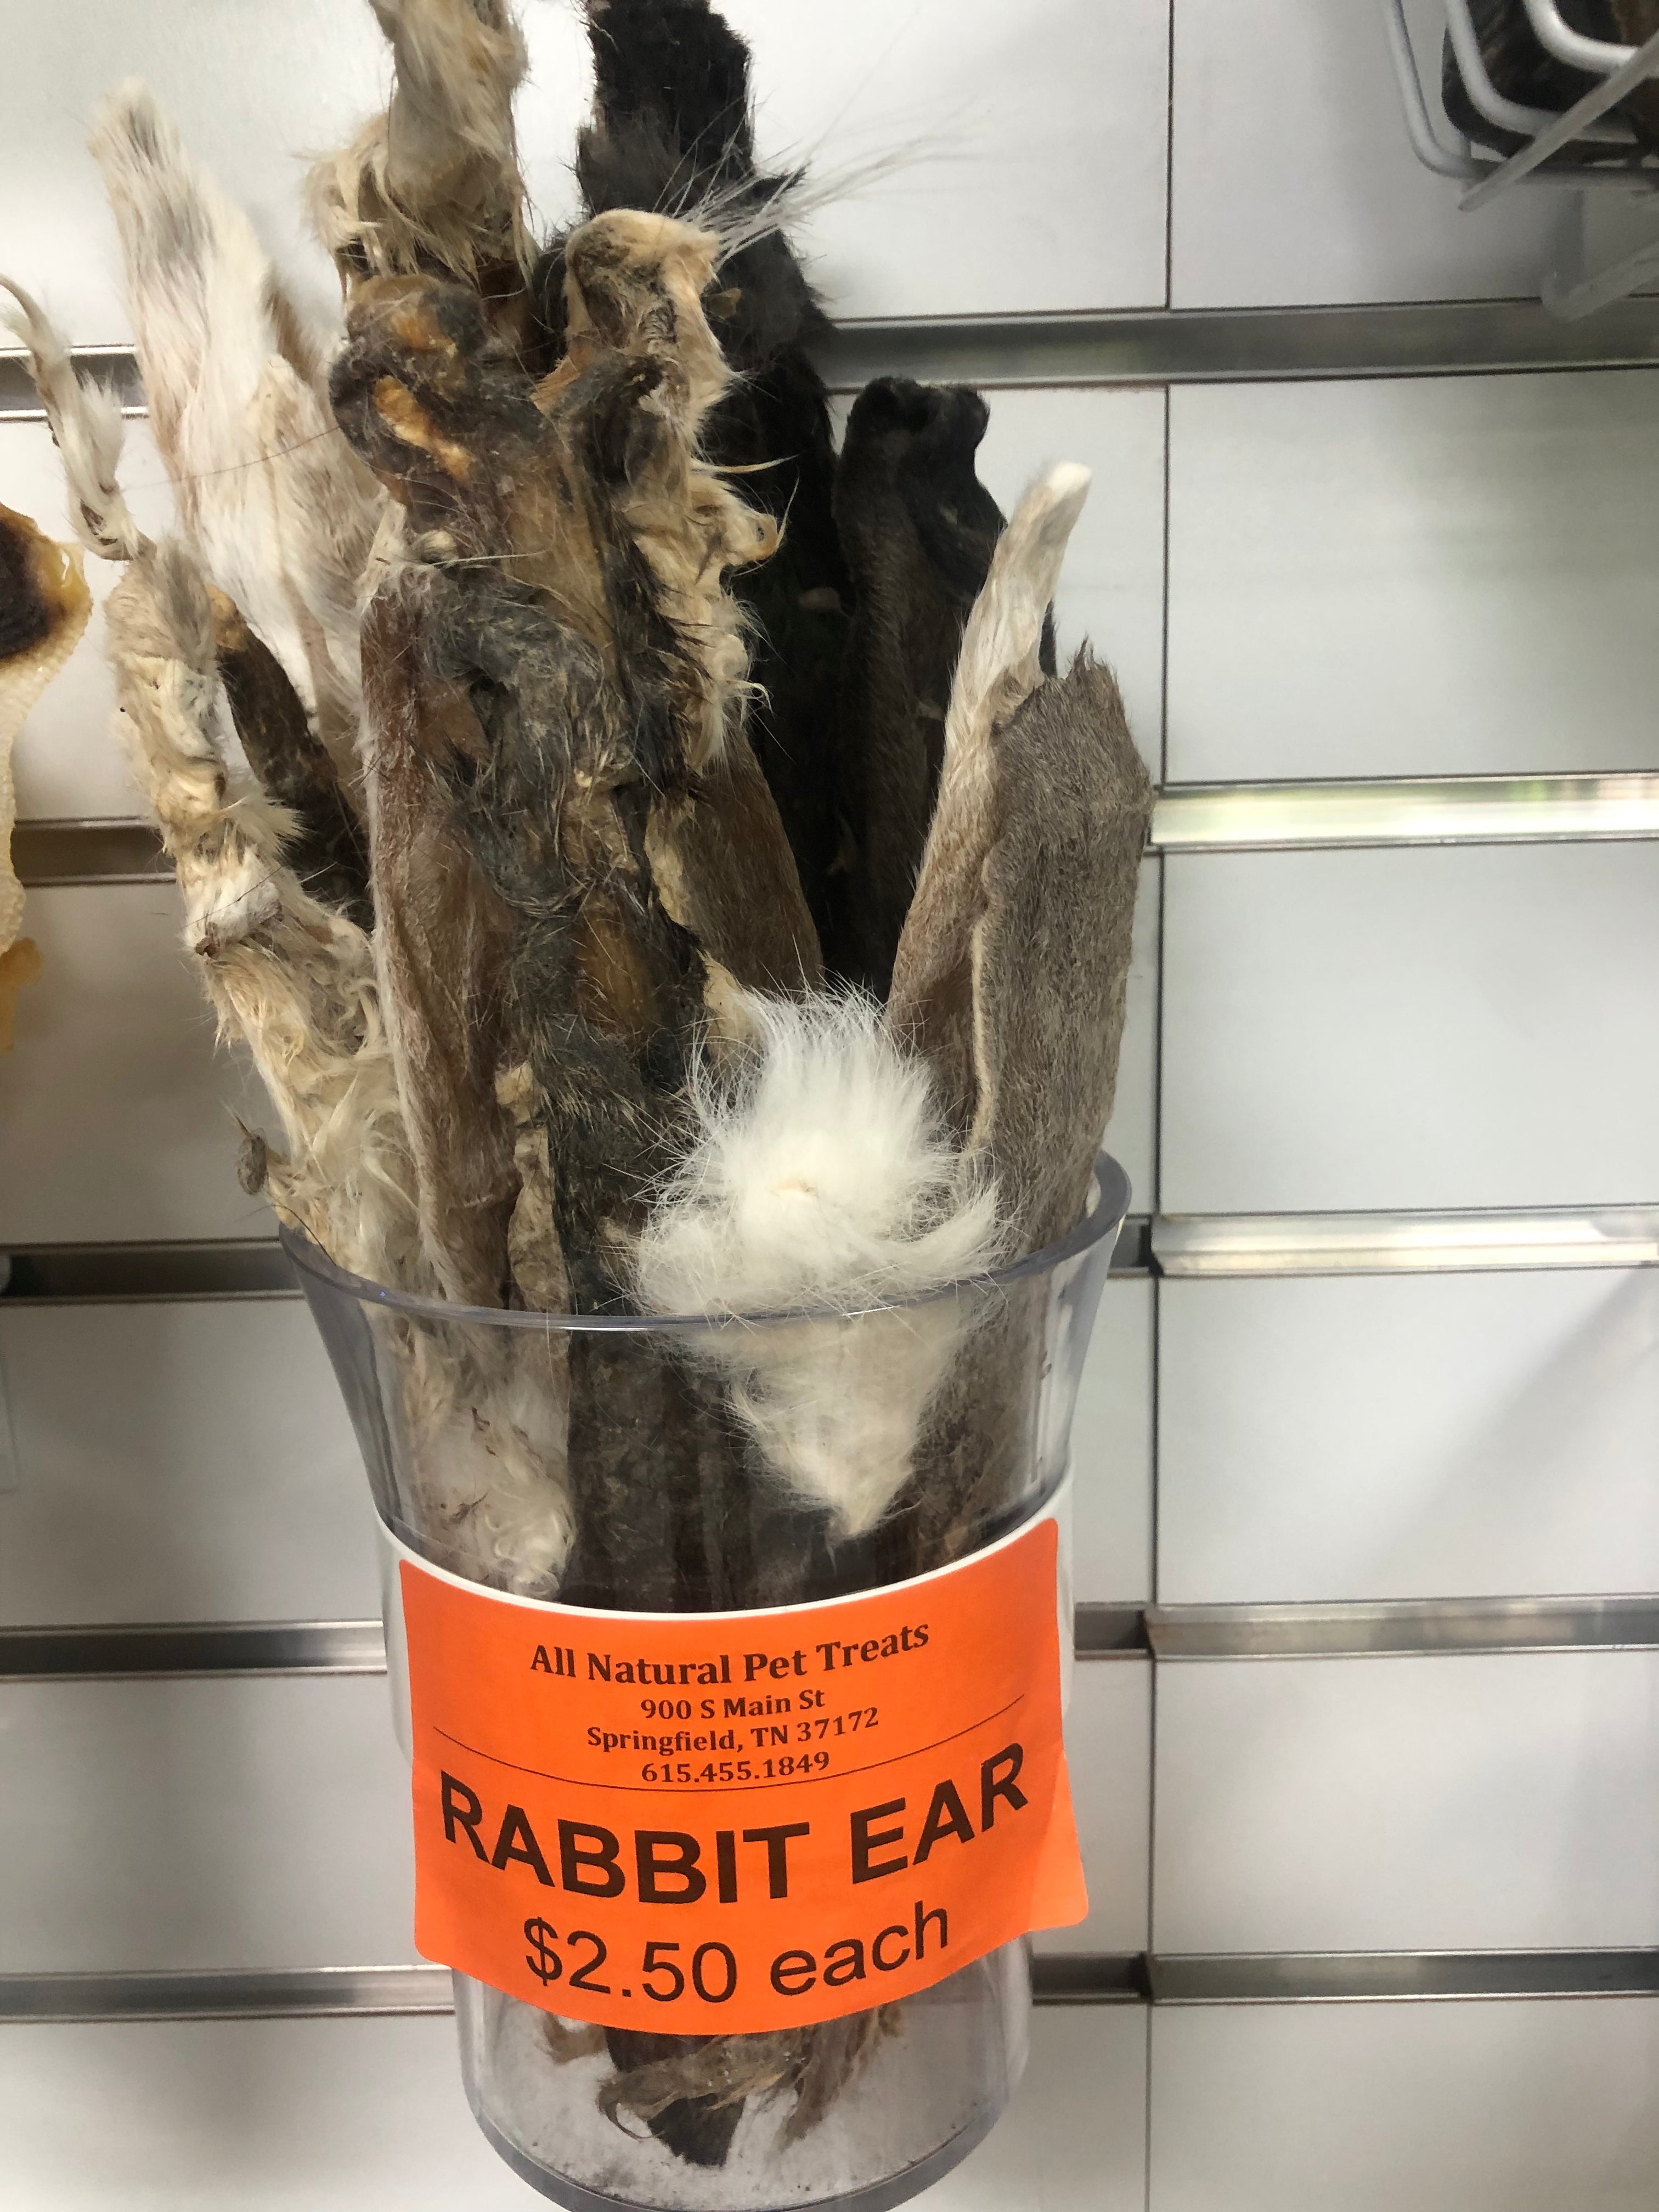 All Natural Pet Treats
900 S Main St
Springfield, TN 37172
615.455.1849
RABBIT EAR
$2.50 each